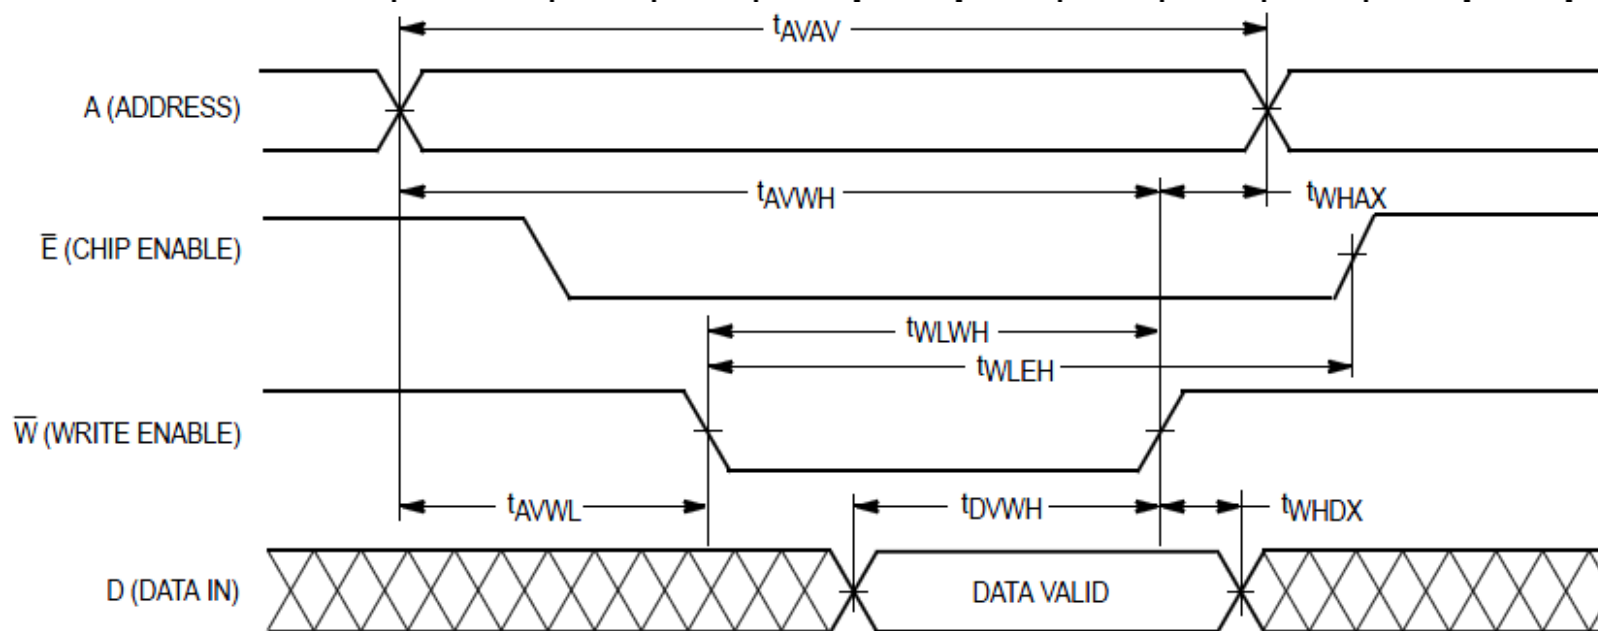 tAVAV
A (ADDRESS)
tAVWH
tWHAX
E̅ (CHIP ENABLE)
tWLWH
tWLEH
W̅ (WRITE ENABLE)
tAVWL
tDVWH
tWHDX
D (DATA IN)
DATA VALID